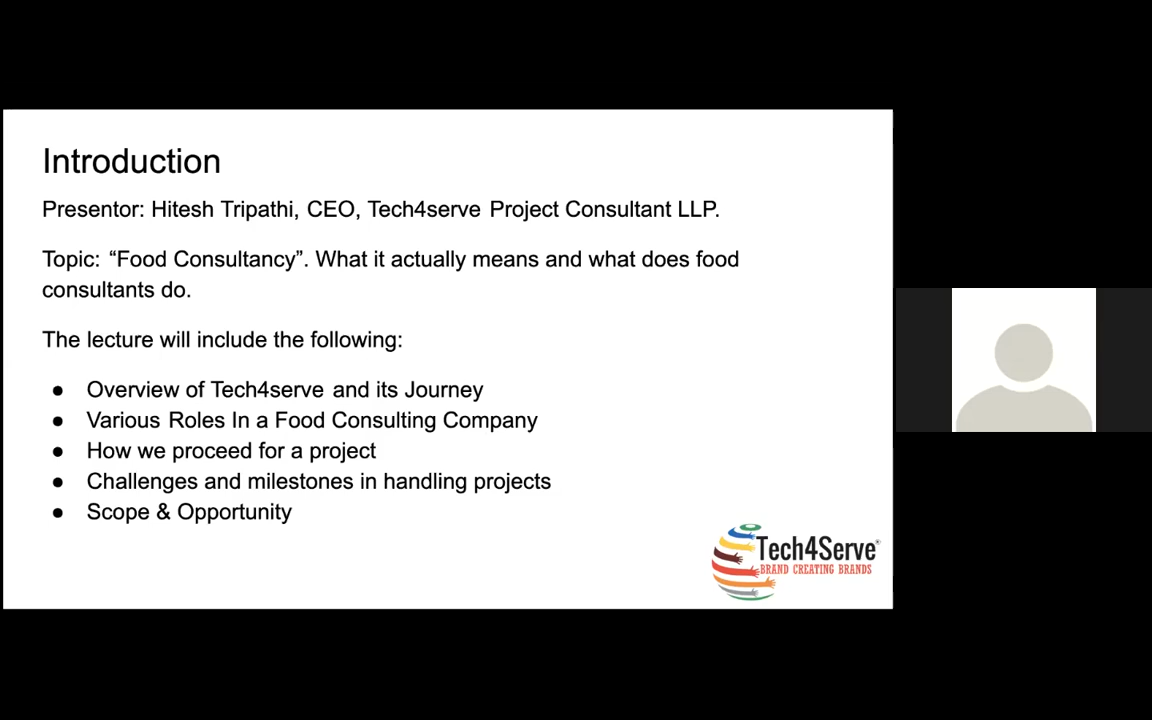 Introduction
Presentor: Hitesh Tripathi, CEO, Tech4serve Project Consultant LLP.
Topic: “Food Consultancy”. What it actually means and what does food
consultants do.
The lecture will include the following:
● Overview of Tech4serve and its Journey
● Various Roles In a Food Consulting Company
● How we proceed for a project
● Challenges and milestones in handling projects
● Scope & Opportunity
Tech4Serve®
BRAND CREATING BRANDS